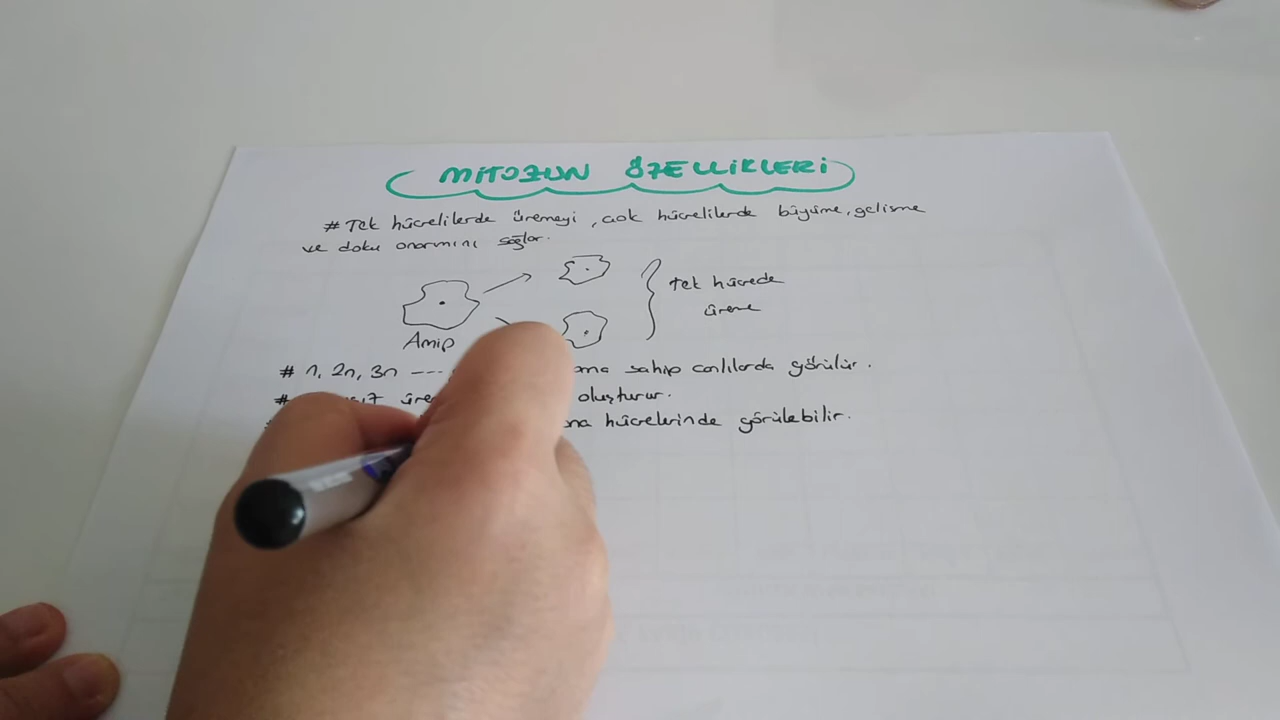 MİTOZUN ÖZELLİKLERİ
# Tek hücrelilerde üremeyi, çok hücrelilerde büyüme, gelişme
ve doku onarımını sağlar.
Tek hücrede
üreme
Amip
# n, 2n, 3n --- sahip canlılarda görülür.
# oluşturur.
hücrelerinde görülebilir.